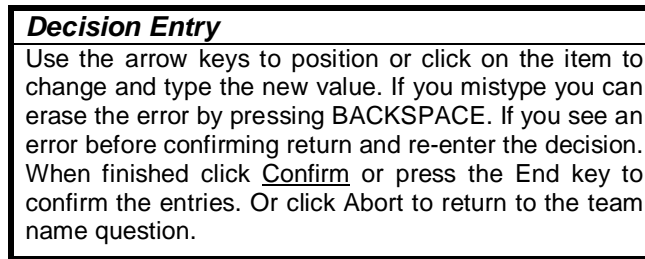 Decision Entry
Use the arrow keys to position or click on the item to
change and type the new value. If you mistype you can
erase the error by pressing BACKSPACE. If you see an
error before confirming return and re-enter the decision.
When finished click Confirm or press the End key to
confirm the entries. Or click Abort to return to the team
name question.